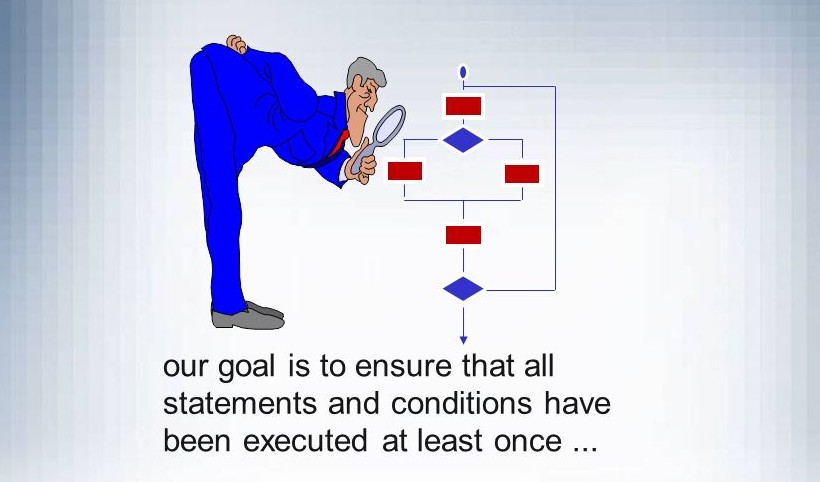 our goal is to ensure that all
statements and conditions have
been executed at least once ...